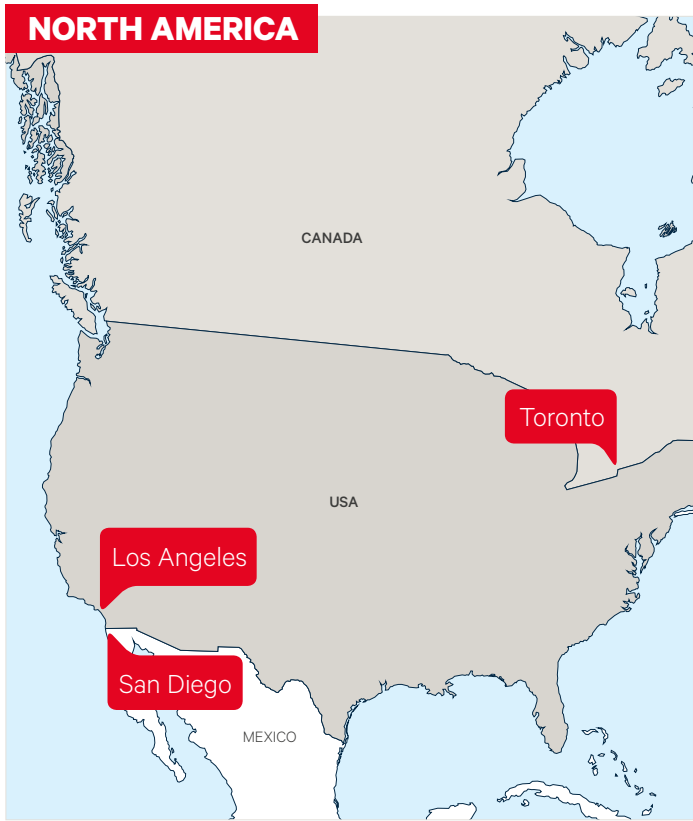 NORTH AMERICA
CANADA
Toronto
USA
Los Angeles
San Diego
MEXICO